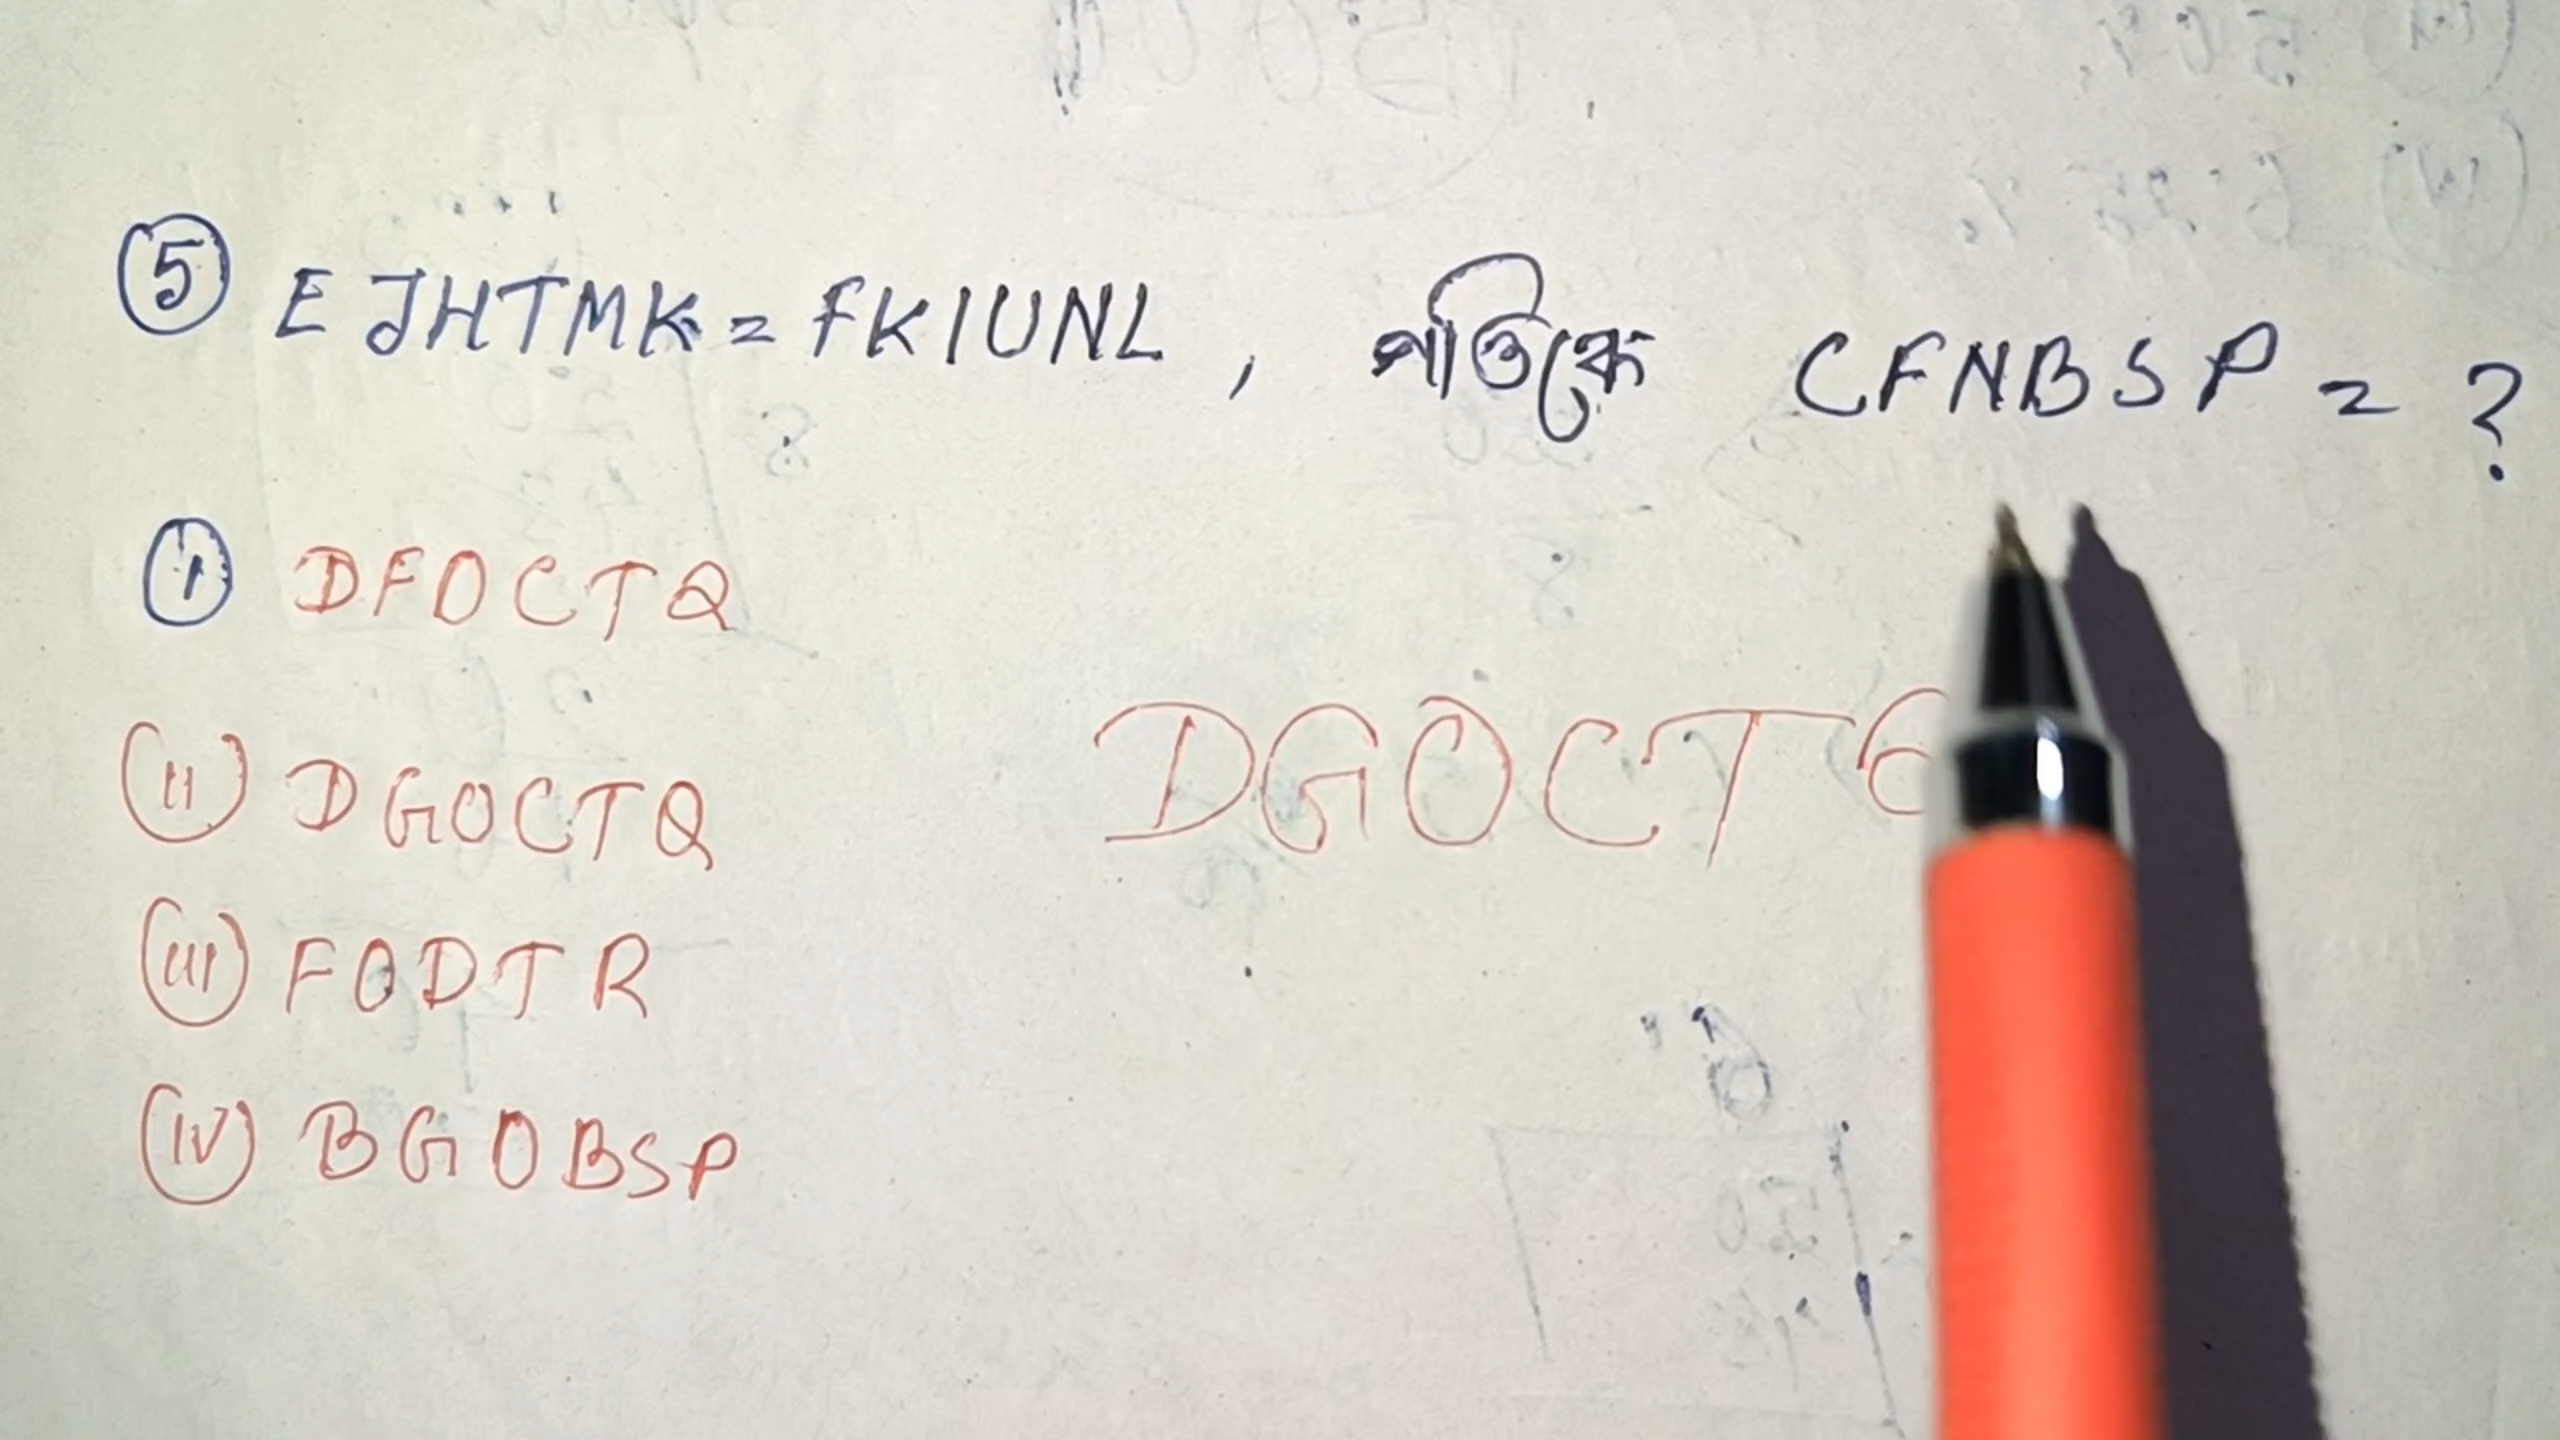 5 EJHTMK = FKIUNL , CFNBSP = ?
i DFOCTQ
(ii) DGOCTQ
DGOCT
(iii) FODTR
(iv) BGOBSP